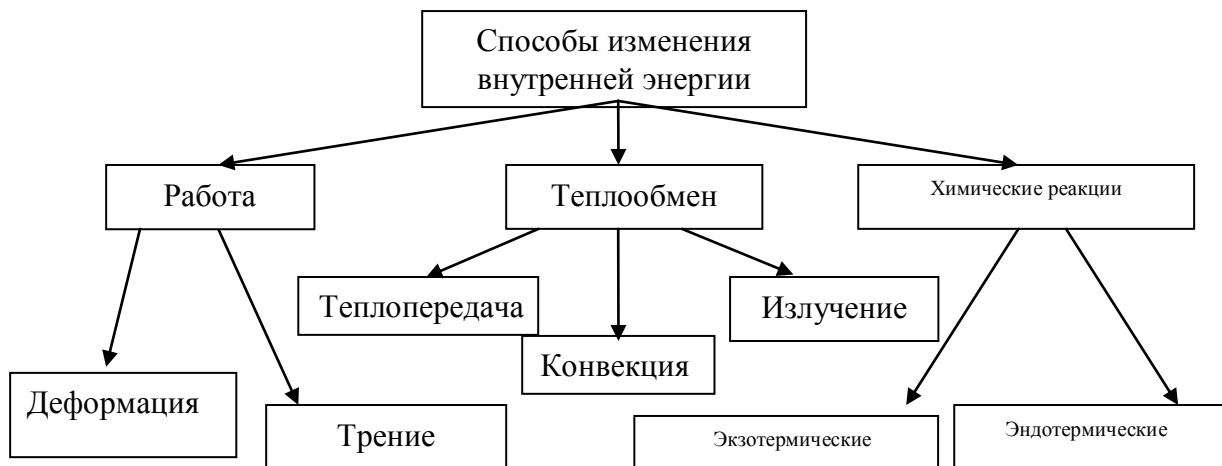 Способы изменения
внутренней энергии
Работа
Теплообмен
Химические реакции
Теплопередача
Излучение
Конвекция
Деформация
Трение
Экзотермические
Эндотермические